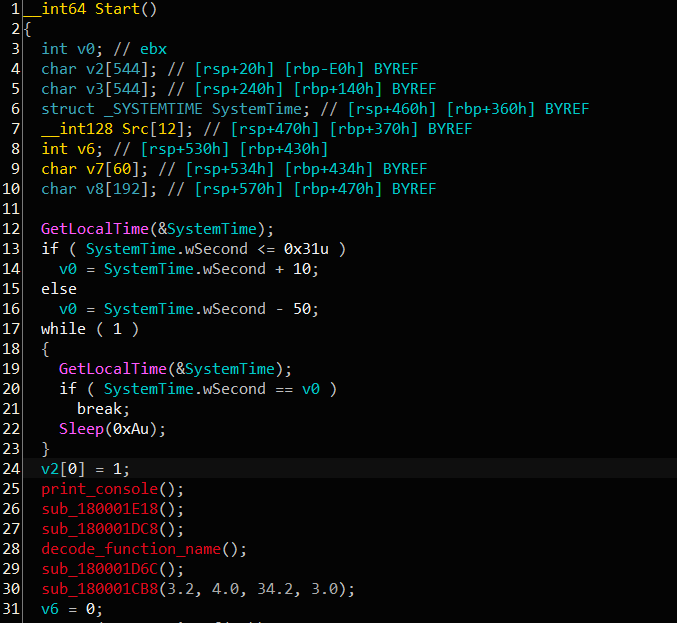 1 __int64 Start()
2 {
3 int v0; // ebx
4 char v2[544]; // [rsp+20h] [rbp-E0h] BYREF
5 char v3[544]; // [rsp+240h] [rbp+140h] BYREF
6 struct _SYSTEMTIME SystemTime; // [rsp+460h] [rbp+360h] BYREF
7 __int128 Src[12]; // [rsp+470h] [rbp+370h] BYREF
8 int v6; // [rsp+530h] [rbp+430h]
9 char v7[60]; // [rsp+534h] [rbp+434h] BYREF
10 char v8[192]; // [rsp+570h] [rbp+470h] BYREF
11
12 GetLocalTime(&SystemTime);
13 if ( SystemTime.wSecond <= 0x31u )
14 v0 = SystemTime.wSecond + 10;
15 else
16 v0 = SystemTime.wSecond - 50;
17 while ( 1 )
18 {
19 GetLocalTime(&SystemTime);
20 if ( SystemTime.wSecond == v0 )
21 break;
22 Sleep(0xAu);
23 }
24 v2[0] = 1;
25 print_console();
26 sub_180001E18();
27 sub_180001DC8();
28 decode_function_name();
29 sub_180001D6C();
30 sub_180001CB8(3.2, 4.0, 34.2, 3.0);
31 v6 = 0;